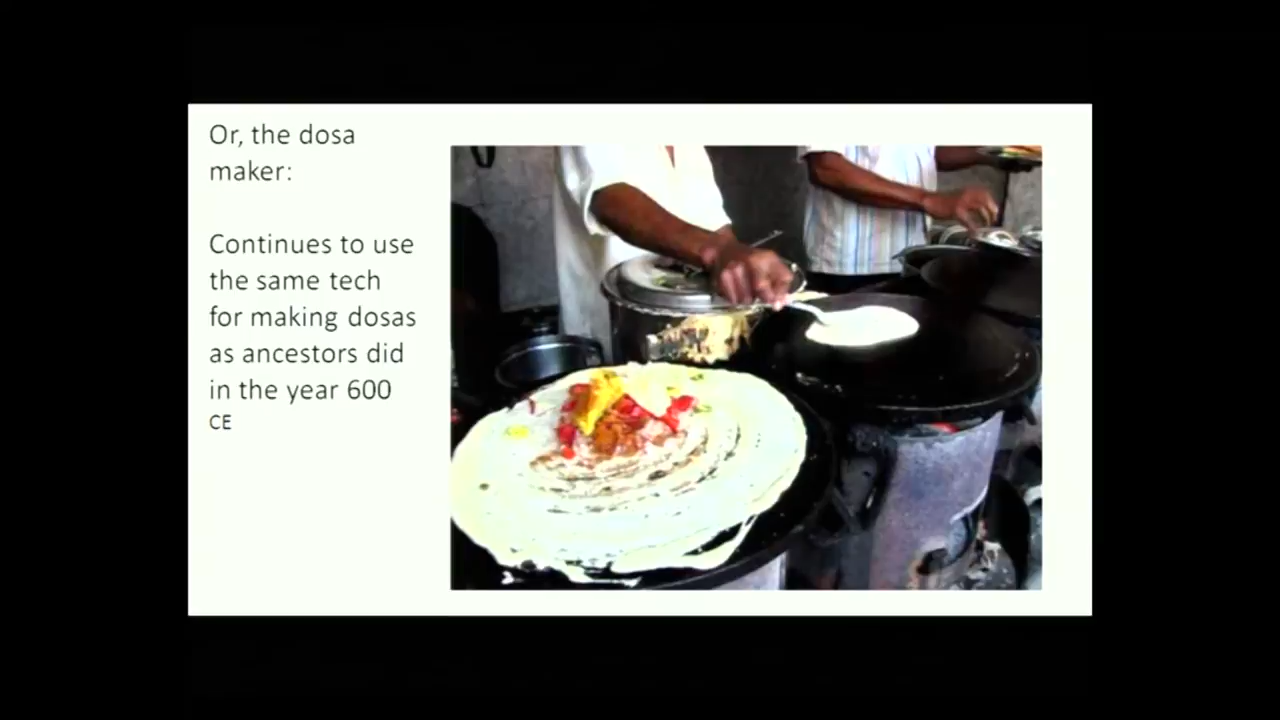 Or, the dosa
maker:
Continues to use
the same tech
for making dosas
as ancestors did
in the year 600
CE